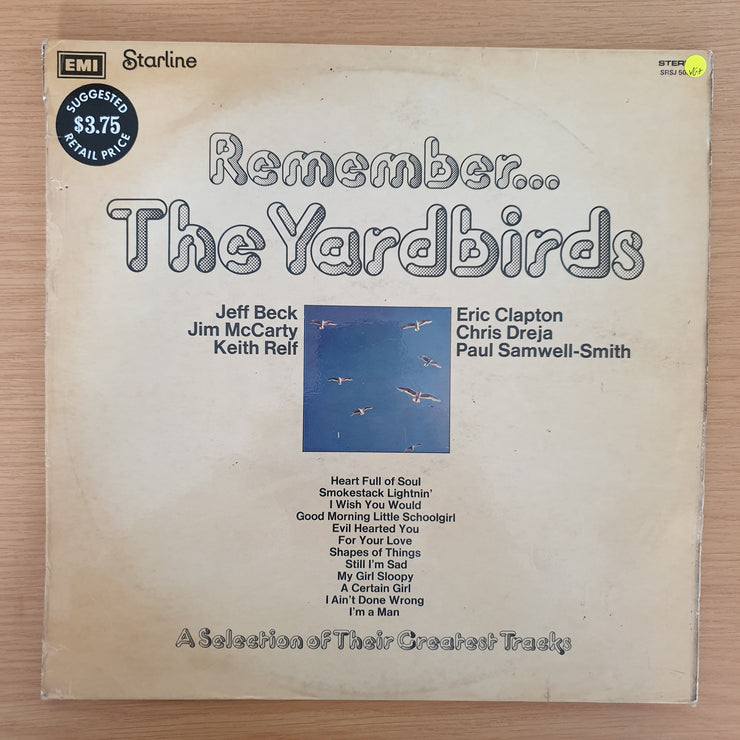 EMI
Starline
SUGGESTED
$3.75
RETAIL PRICE
VG+
Remember...
The Yardbirds
Jeff Beck
Jim McCarty
Keith Relf
Eric Clapton
Chris Dreja
Paul Samwell-Smith
Heart Full of Soul
Smokestack Lightnin'
I Wish You Would
Good Morning Little Schoolgirl
Evil Hearted You
For Your Love
Shapes of Things
Still I'm Sad
My Girl Sloopy
A Certain Girl
I Ain't Done Wrong
I'm a Man
A Selection of Their Greatest Tracks